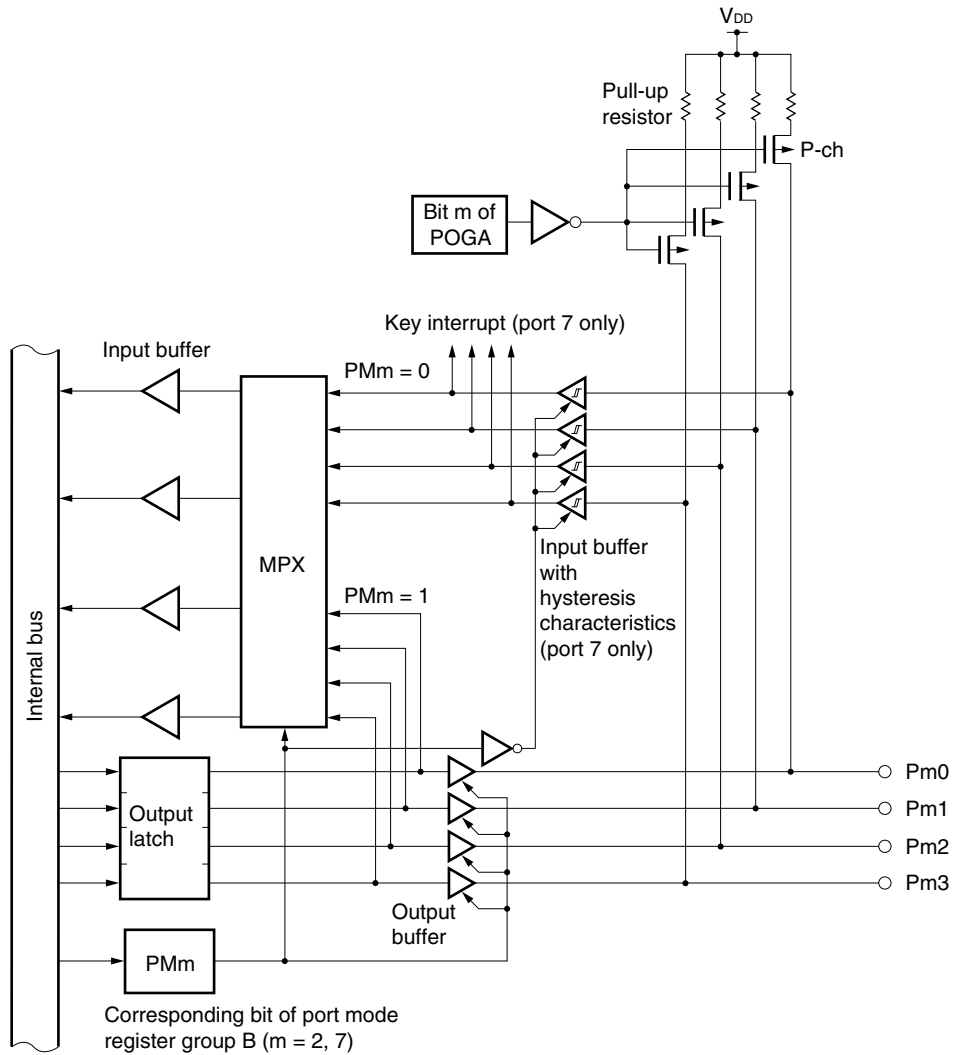 VDD
Pull-up
resistor
P-ch
Bit m of
POGA
Key interrupt (port 7 only)
Input buffer
PMm = 0
MPX
Input buffer
with
hysteresis
characteristics
(port 7 only)
PMm = 1
Internal bus
Output
latch
Pm0
Pm1
Pm2
Pm3
Output
buffer
PMm
Corresponding bit of port mode
register group B (m = 2, 7)